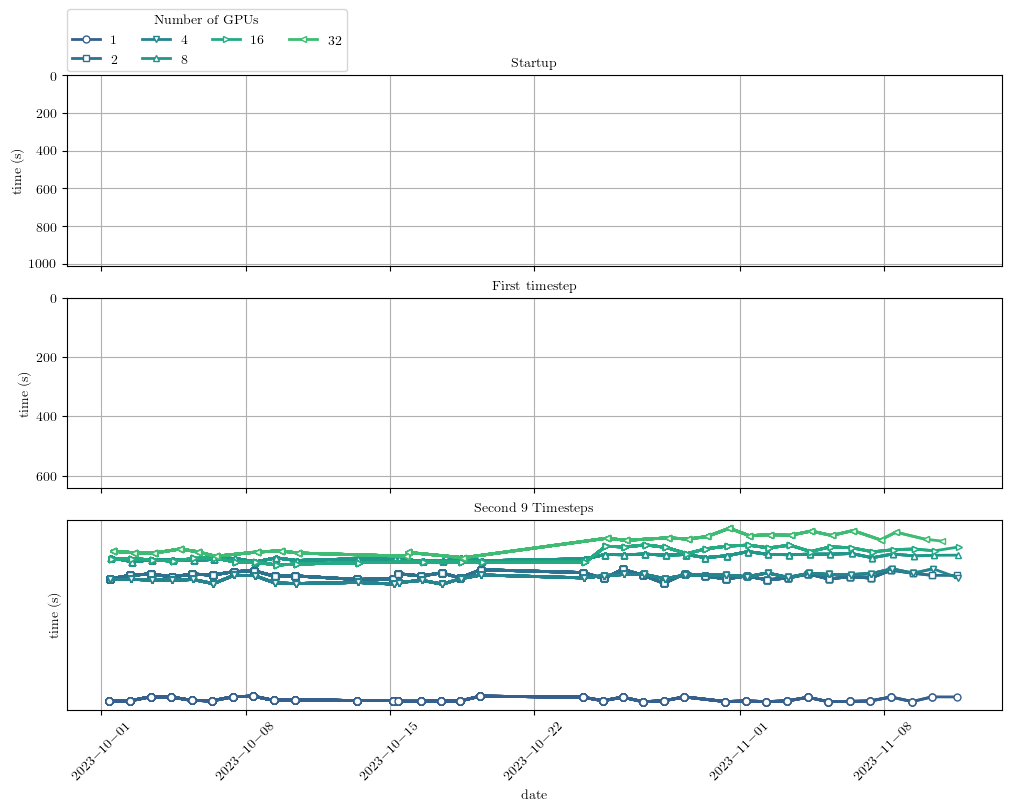 Number of GPUs
1 4 16 32
2 8
Startup
0
200
400
600
800
1000
time (s)
First timestep
0
200
400
600
time (s)
Second 9 Timesteps
time (s)
2023−10−01 2023−10−08 2023−10−15 2023−10−22 2023−11−01 2023−11−08
date